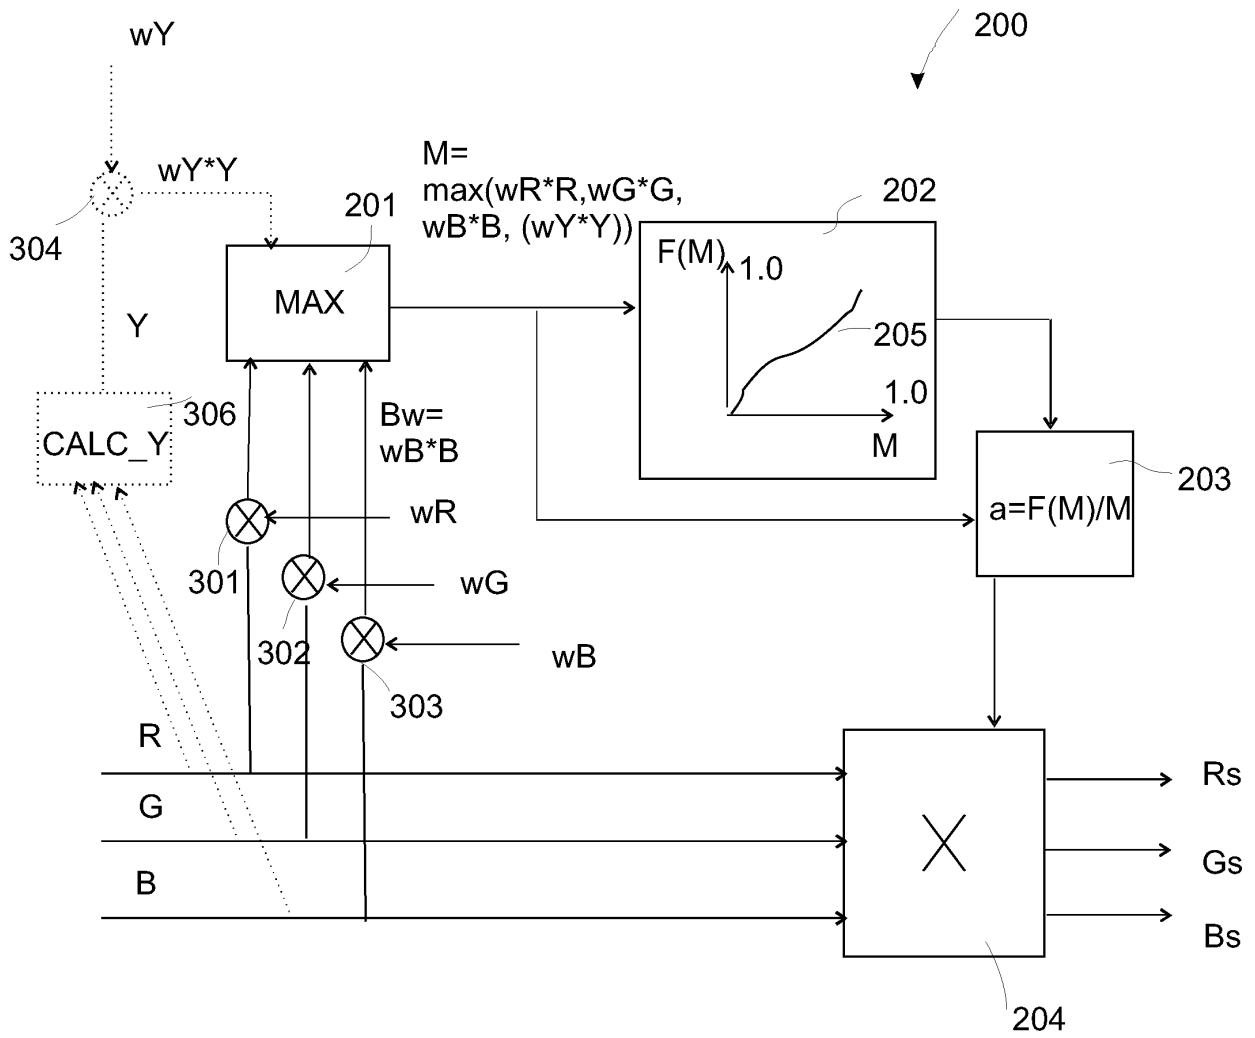 wY
200
wY*Y
304
M=
max(wR*R,wG*G,
wB*B, (wY*Y))
201
202
MAX
F(M)
1.0
205
1.0
M
Y
306
CALC_Y
Bw=
wB*B
203
a=F(M)/M
wR
301
wG
302
wB
303
R
G
B
Rs
Gs
Bs
204